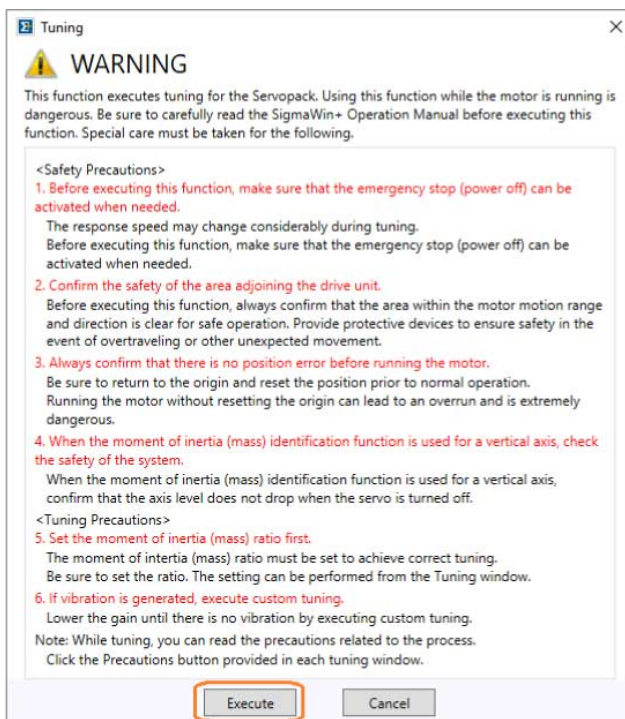 Tuning
WARNING
This function executes tuning for the Servopack. Using this function while the motor is running is
dangerous. Be sure to carefully read the SigmaWin+ Operation Manual before executing this
function. Special care must be taken for the following.
<Safety Precautions>
1. Before executing this function, make sure that the emergency stop (power off) can be
activated when needed.
The response speed may change considerably during tuning.
Before executing this function, make sure that the emergency stop (power off) can be
activated when needed.
2. Confirm the safety of the area adjoining the drive unit.
Before executing this function, always confirm that the area within the motor motion range
and direction is clear for safe operation. Provide protective devices to ensure safety in the
event of overtraveling or other unexpected movement.
3. Always confirm that there is no position error before running the motor.
Be sure to return to the origin and reset the position prior to normal operation.
Running the motor without resetting the origin can lead to an overrun and is extremely
dangerous.
4. When the moment of inertia (mass) identification function is used for a vertical axis, check
the safety of the system.
When the moment of inertia (mass) identification function is used for a vertical axis,
confirm that the axis level does not drop when the servo is turned off.
<Tuning Precautions>
5. Set the moment of inertia (mass) ratio first.
The moment of intertia (mass) ratio must be set to achieve correct tuning.
Be sure to set the ratio. The setting can be performed from the Tuning window.
6. If vibration is generated, execute custom tuning.
Lower the gain until there is no vibration by executing custom tuning.
Note: While tuning, you can read the precautions related to the process.
Click the Precautions button provided in each tuning window.
Execute
Cancel